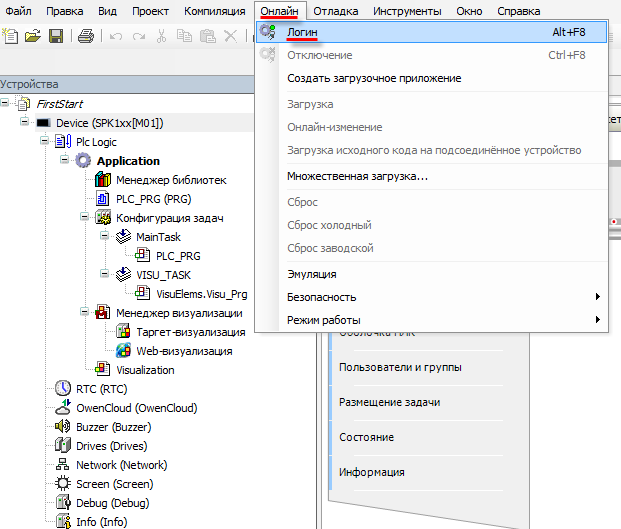 Файл Правка Вид Проект Компиляция Онлайн Отладка Инструменты Окно Справка
Логин Alt+F8
Отключение Ctrl+F8
Создать загрузочное приложение
Загрузка
Онлайн-изменение
Загрузка исходного кода на подсоединённое устройство
Множественная загрузка...
Сброс
Сброс холодный
Сброс заводской
Эмуляция
Безопасность
Режим работы
Устройства
FirstStart
Device (SPK1xx[M01])
Plc Logic
Application
Менеджер библиотек
PLC_PRG (PRG)
Конфигурация задач
MainTask
PLC_PRG
VISU_TASK
VisuElems.Visu_Prg
Менеджер визуализации
Таргет-визуализация
Web-визуализация
Visualization
RTC (RTC)
OwenCloud (OwenCloud)
Buzzer (Buzzer)
Drives (Drives)
Network (Network)
Screen (Screen)
Debug (Debug)
Info (Info)
Пользователи и группы
Размещение задачи
Состояние
Информация